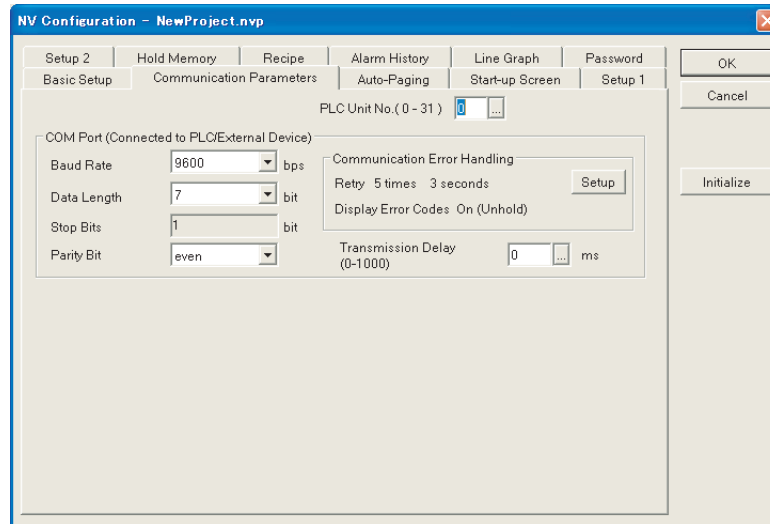 NV Configuration - NewProject.nvp
Setup 2 Hold Memory Recipe Alarm History Line Graph Password
Basic Setup Communication Parameters Auto-Paging Start-up Screen Setup 1
OK
Cancel
Initialize
PLC Unit No.( 0 - 31 ) 0 ...
COM Port (Connected to PLC/External Device)
Baud Rate 9600 bps
Data Length 7 bit
Stop Bits 1 bit
Parity Bit even
Communication Error Handling
Retry 5 times 3 seconds Setup
Display Error Codes On (Unhold)
Transmission Delay 0 ... ms
(0-1000)